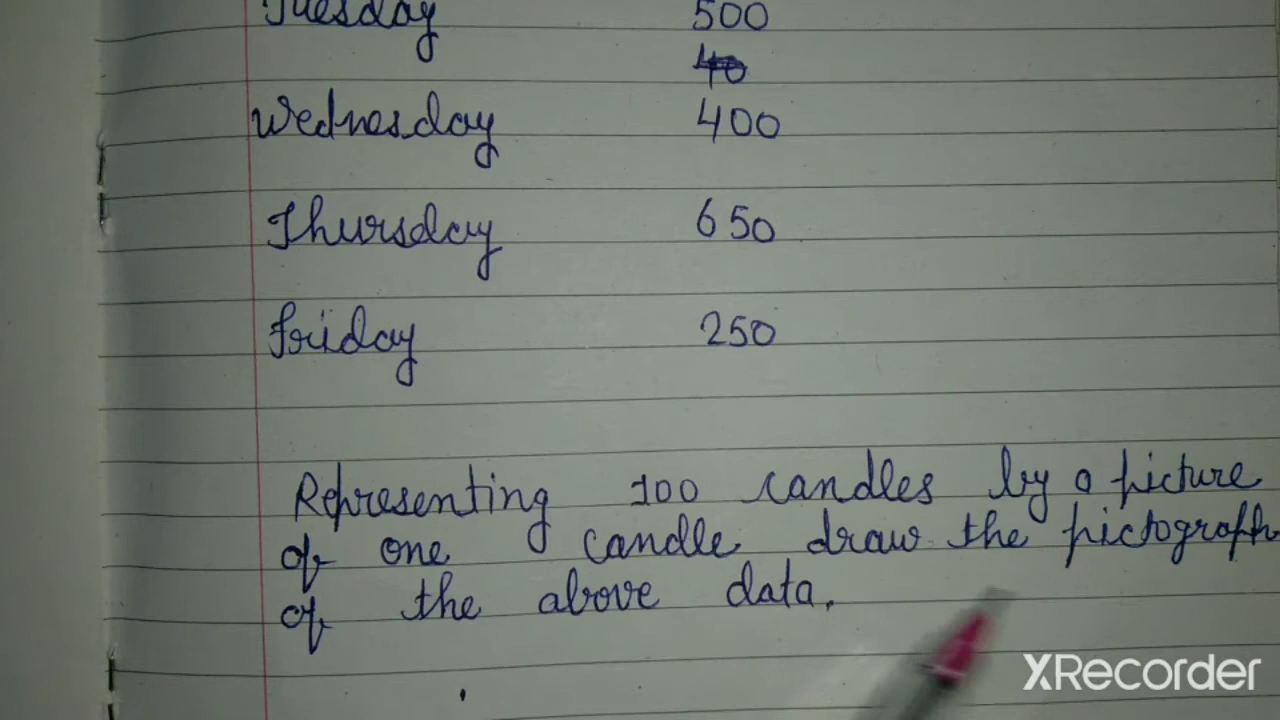 Tuesday 500
40
Wednesday 400
Thursday 650
Friday 250
Representing 100 candles by a picture
of one candle draw the pictograph
of the above data.
XRecorder